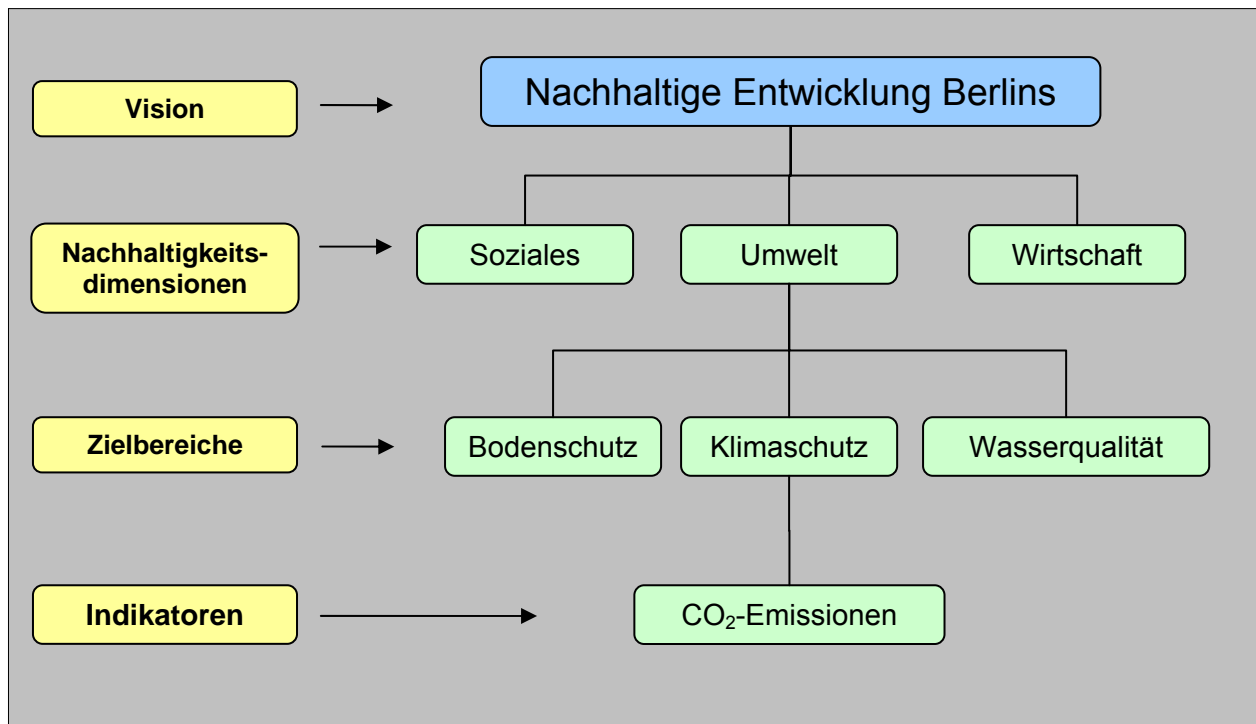 Vision
Nachhaltige Entwicklung Berlins
Nachhaltigkeits-
dimensionen
Soziales
Umwelt
Wirtschaft
Zielbereiche
Bodenschutz
Klimaschutz
Wasserqualität
Indikatoren
CO₂-Emissionen